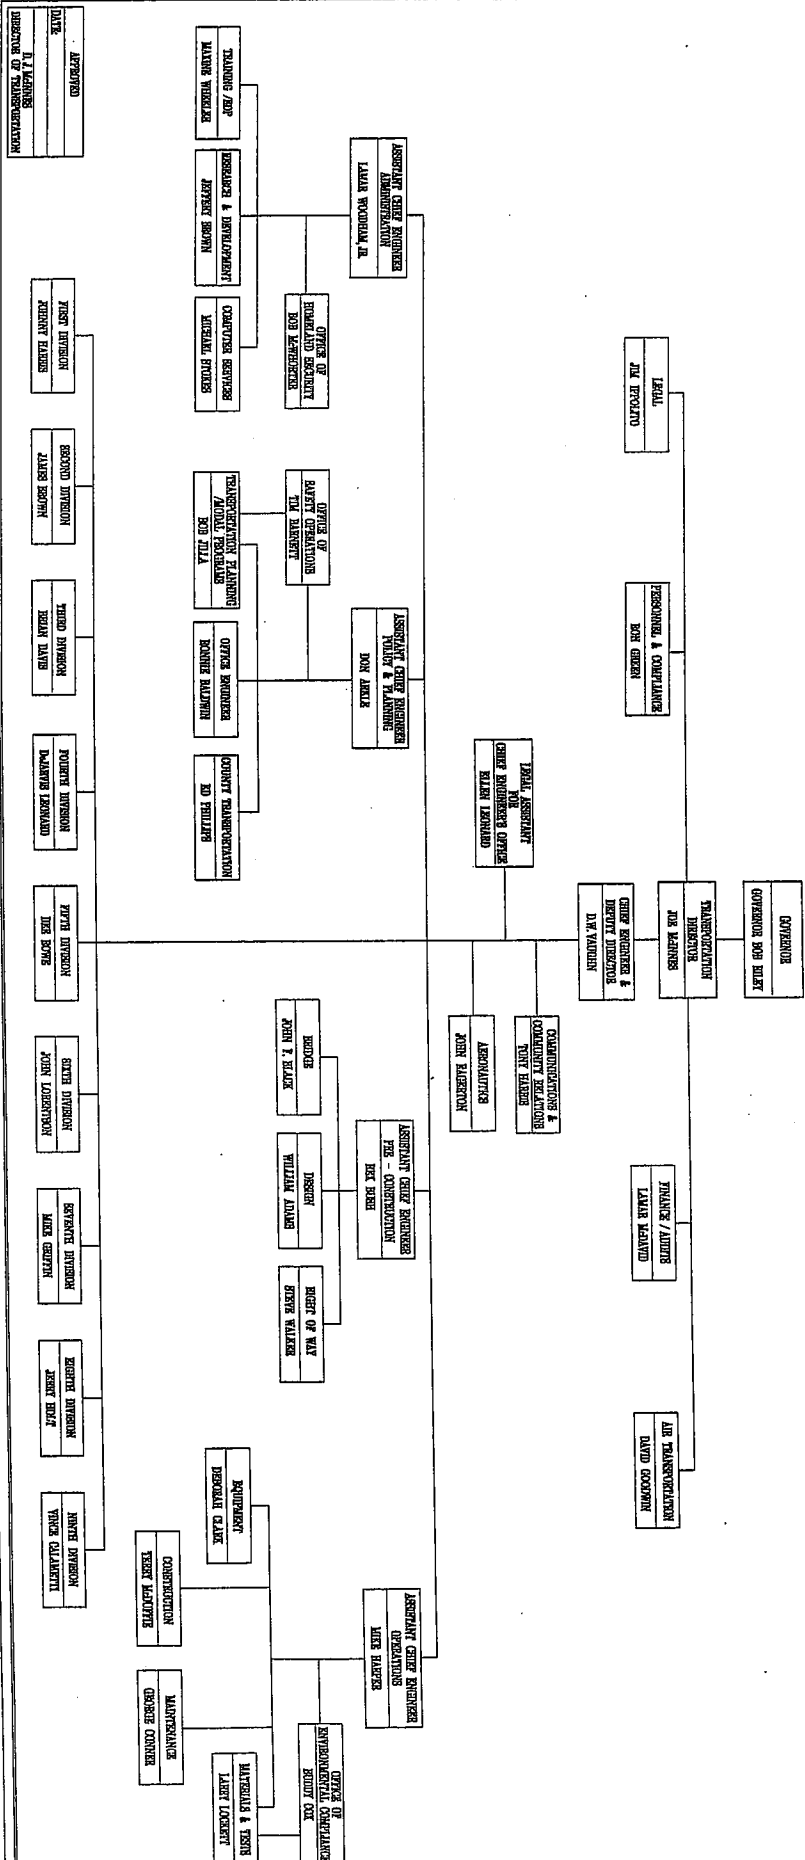 GOVERNOR
GOVERNOR BOB RILEY
TRANSPORTATION
DIRECTOR
JOE McINNES
LEGAL
JIM IPPOLITO
PERSONNEL & COMPLIANCE
RON GREEN
FINANCE / AUDITS
LAMAR McDAVID
AIR TRANSPORTATION
DAVID GOODWIN
CHIEF ENGINEER &
DEPUTY DIRECTOR
D.W. VAUGHN
COMMUNICATIONS &
COMMUNITY RELATIONS
TONY HARRIS
LEGAL ASSISTANT
FOR
CHIEF ENGINEER'S OFFICE
ELLEN LEONARD
AERONAUTICS
JOHN EAGERTON
ASSISTANT CHIEF ENGINEER
ADMINISTRATION
LAMAR WOODHAM, JR.
ASSISTANT CHIEF ENGINEER
POLICY & PLANNING
DON ARKLE
ASSISTANT CHIEF ENGINEER
PRE - CONSTRUCTION
REX BUSH
ASSISTANT CHIEF ENGINEER
OPERATIONS
MIKE HARPER
OFFICE OF
HOMELAND SECURITY
BOB McWHORTER
OFFICE OF
SAFETY OPERATIONS
TIM BARNETT
BRIDGE
JOHN F. BLACK
DESIGN
WILLIAM ADAMS
RIGHT OF WAY
STEVE WALKER
OFFICE OF
ENVIRONMENTAL COMPLIANCE
BUDDY COX
TRAINING /HDP
MAXINE WHEELER
RESEARCH & DEVELOPMENT
JEFFERY BROWN
COMPUTER SERVICES
MICHAEL STOKES
TRANSPORTATION PLANNING
/MODAL PROGRAMS
BOB JILLA
OFFICE ENGINEER
RONNIE BALDWIN
COUNTY TRANSPORTATION
ED PHILLIPS
EQUIPMENT
DEBORAH CLARK
MATERIALS & TESTS
LARRY LOCKETT
CONSTRUCTION
TERRY McDUFFIE
MAINTENANCE
GEORGE CONNER
FIRST DIVISION
JOHNNY HARRIS
SECOND DIVISION
JAMES BROWN
THIRD DIVISION
BRIAN DAVIS
FOURTH DIVISION
DeJARVIS LEONARD
FIFTH DIVISION
DEE ROWE
SIXTH DIVISION
JOHN LORENTSON
SEVENTH DIVISION
MIKE GRIFFIN
EIGHTH DIVISION
JERRY HOLT
NINTH DIVISION
VINCE CALAMETTI
APPROVED
DATE
D. J. McINNES
DIRECTOR OF TRANSPORTATION